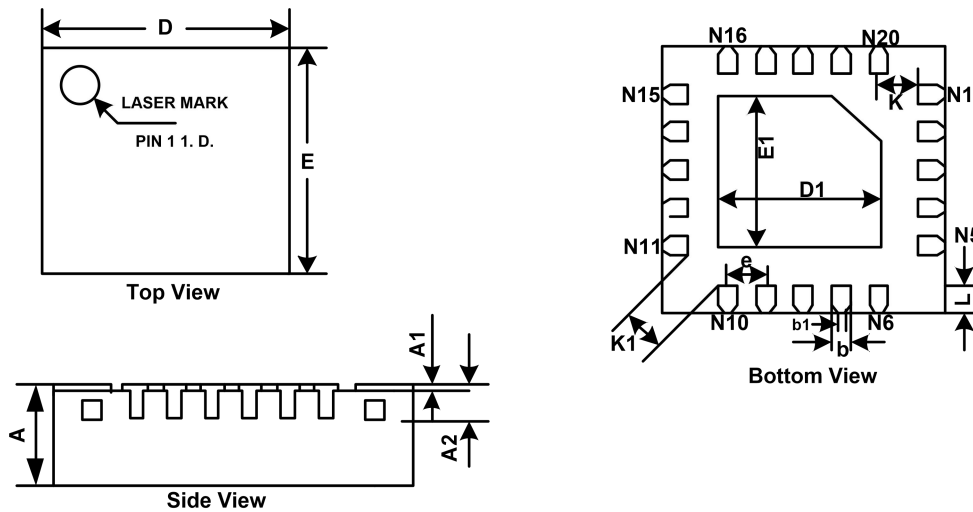 D
LASER MARK
PIN 1 1. D.
E
Top View
A
A1
A2
Side View
N16
N20
N15
K
N1
E1
D1
N11
N5
e
L
K1
N10
b1
b
N6
Bottom View